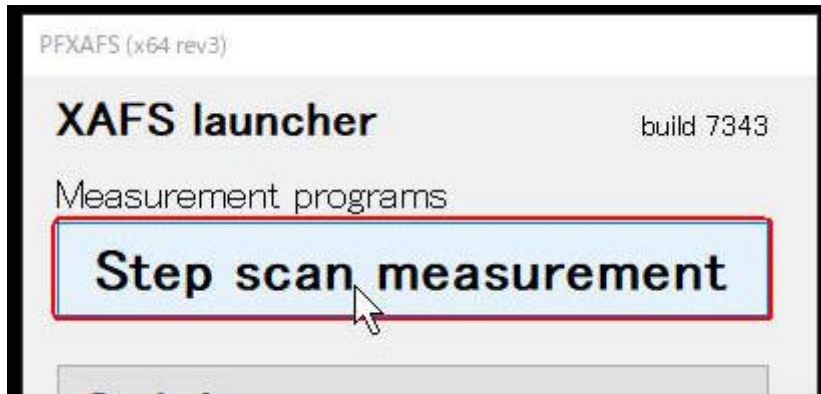 PFXAFS (x64 rev3)
XAFS launcher
build 7343
Measurement programs
Step scan measurement